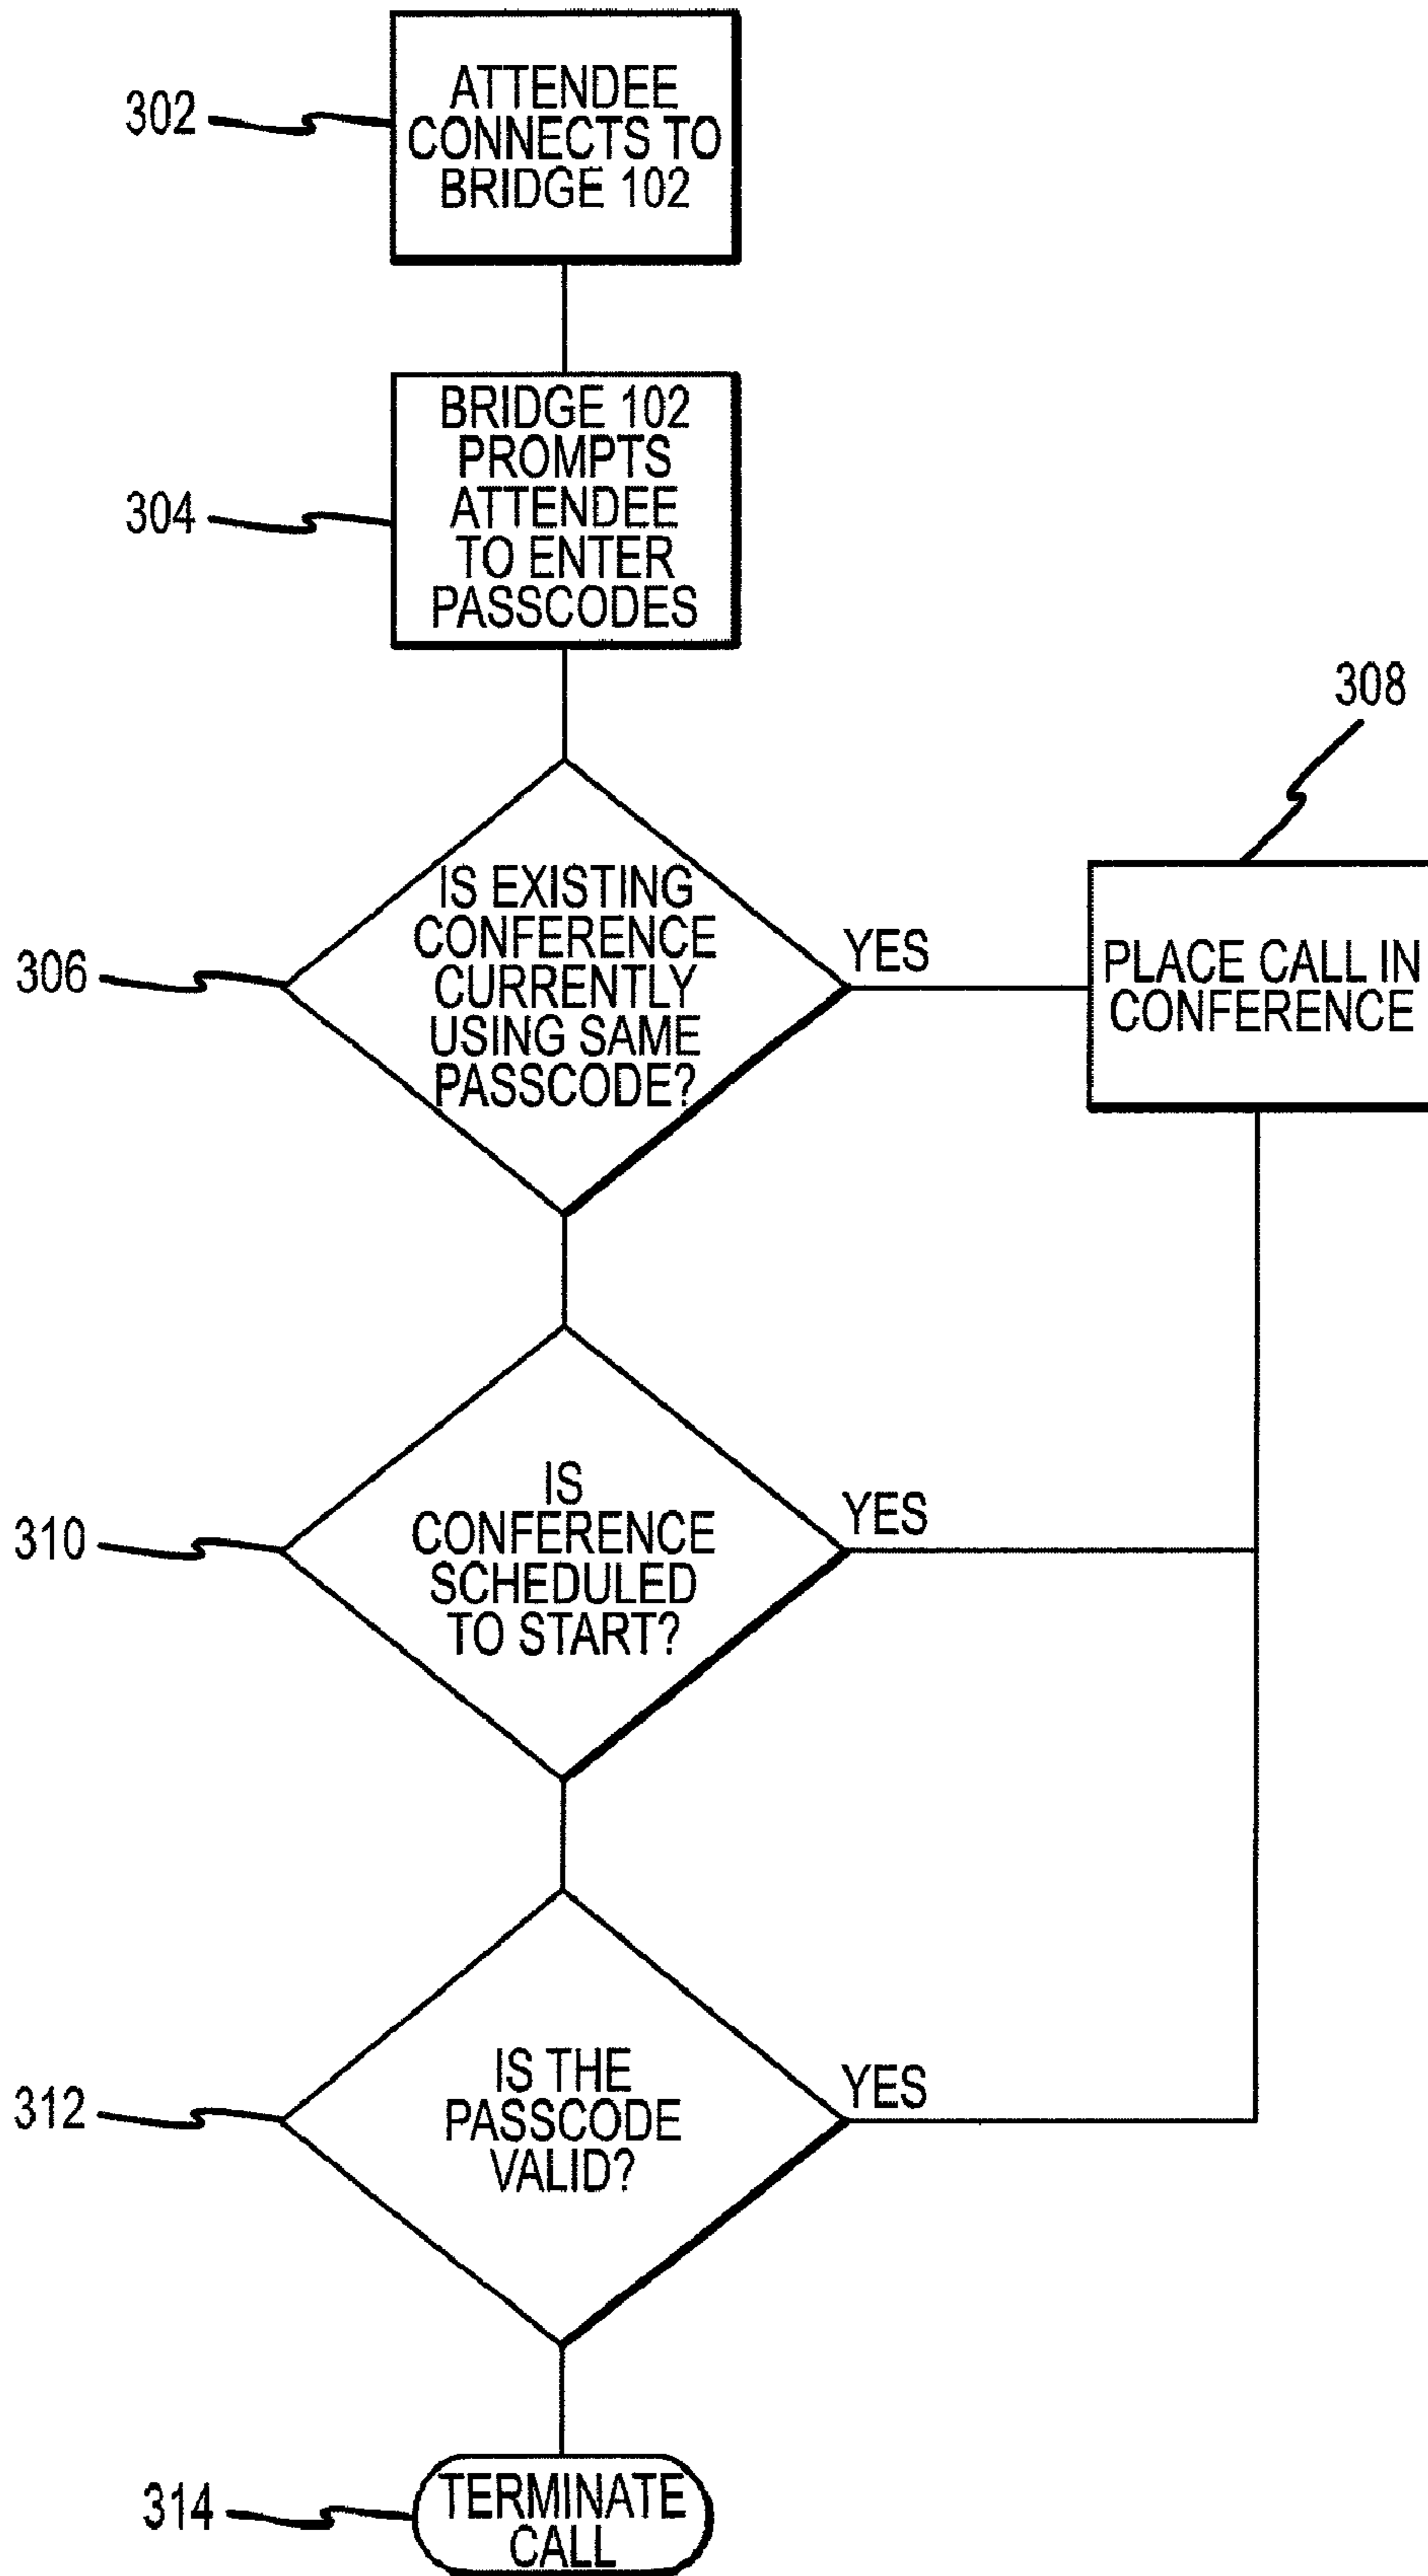 302
ATTENDEE
CONNECTS TO
BRIDGE 102
304
BRIDGE 102
PROMPTS
ATTENDEE
TO ENTER
PASSCODES
308
306
IS EXISTING
CONFERENCE
CURRENTLY
USING SAME
PASSCODE?
YES
PLACE CALL IN
CONFERENCE
310
IS
CONFERENCE
SCHEDULED
TO START?
YES
312
IS THE
PASSCODE
VALID?
YES
314
TERMINATE
CALL